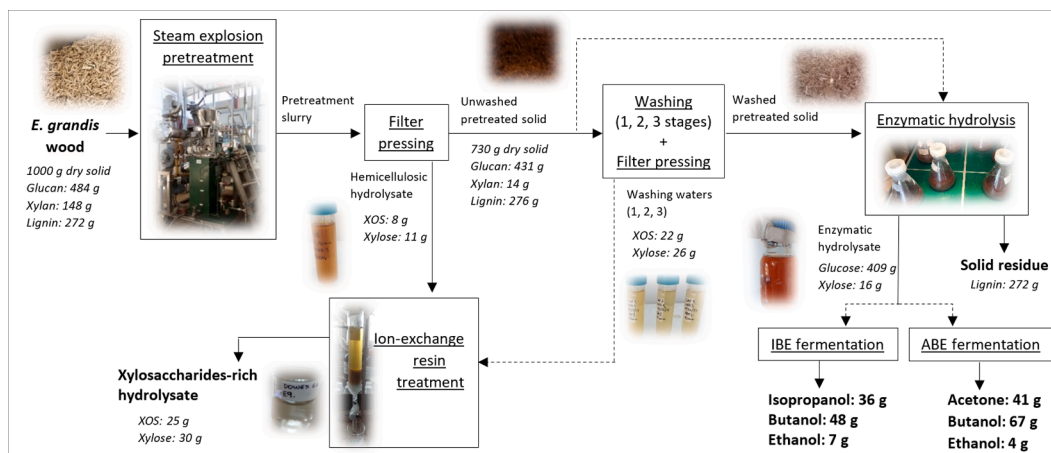 Steam explosion
pretreatment
E. grandis
wood
1000 g dry solid
Glucan: 484 g
Xylan: 148 g
Lignin: 272 g
Pretreatment
slurry
Filter
pressing
Unwashed
pretreated solid
730 g dry solid
Glucan: 431 g
Xylan: 14 g
Lignin: 276 g
Washing
(1, 2, 3 stages)
+
Filter pressing
Washed
pretreated solid
Enzymatic hydrolysis
Hemicellulosic
hydrolysate
XOS: 8 g
Xylose: 11 g
Washing waters
(1, 2, 3)
XOS: 22 g
Xylose: 26 g
Enzymatic
hydrolysate
Glucose: 409 g
Xylose: 16 g
Solid residue
Lignin: 272 g
Ion-exchange
resin
treatment
Xylosaccharides-rich
hydrolysate
XOS: 25 g
Xylose: 30 g
IBE fermentation
Isopropanol: 36 g
Butanol: 48 g
Ethanol: 7 g
ABE fermentation
Acetone: 41 g
Butanol: 67 g
Ethanol: 4 g